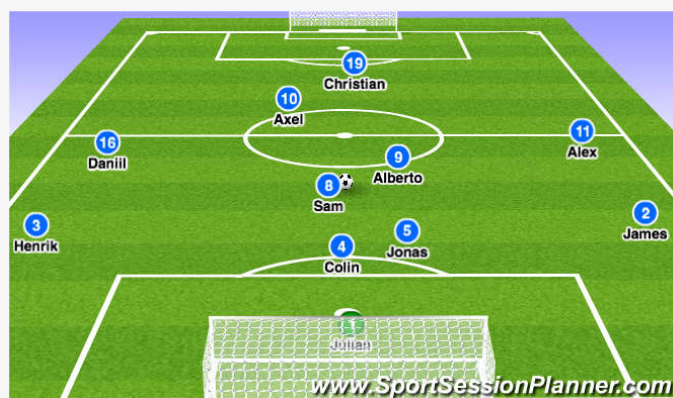 19
Christian
10
Axel
11
Alex
16
Daniil
9
Alberto
8
Sam
2
James
3
Henrik
5
Jonas
4
Colin
1
Julian
www.SportSessionPlanner.com